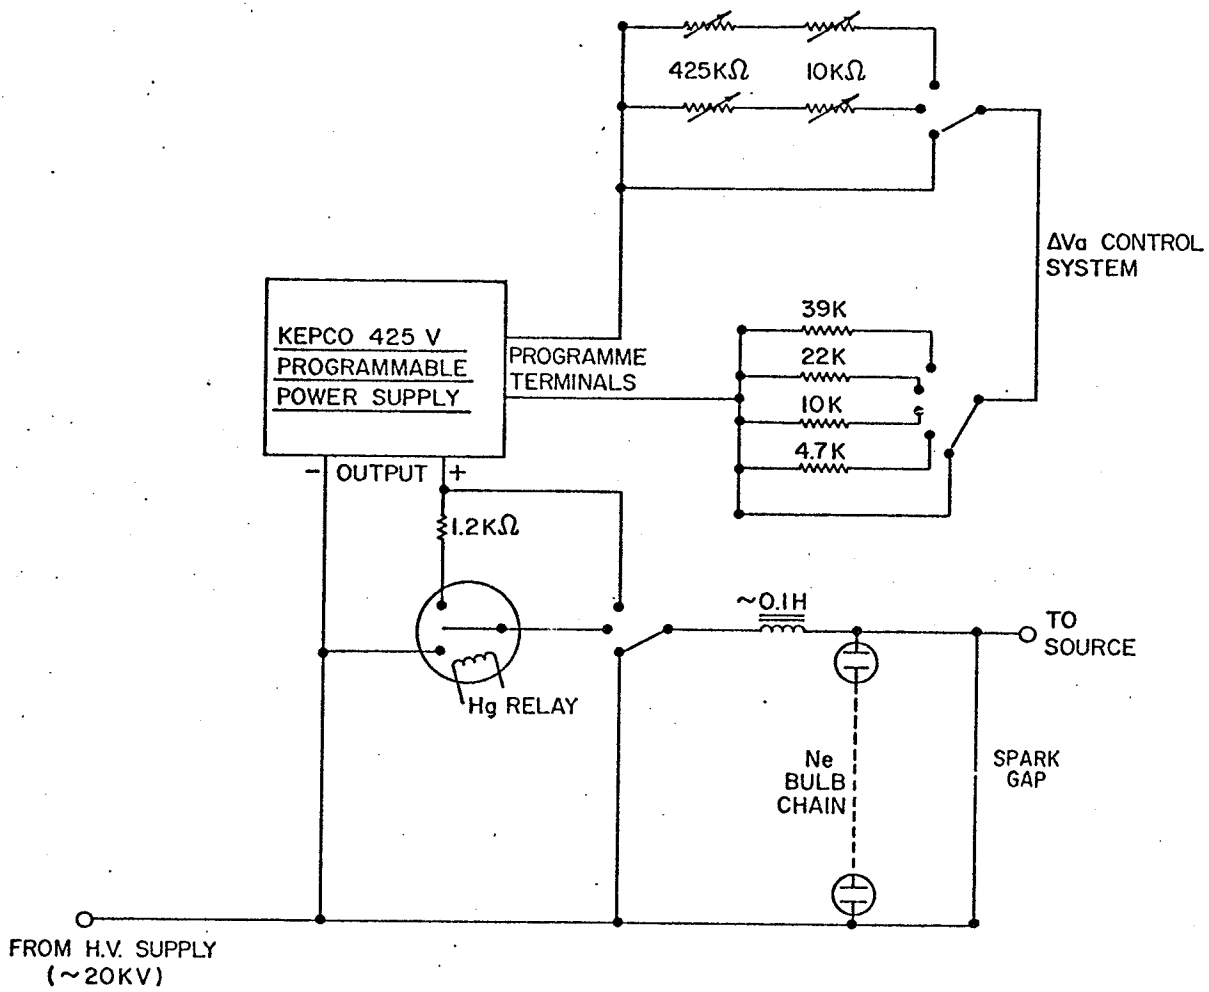 425KΩ 10KΩ
ΔVa CONTROL
SYSTEM
39K
22K
10K
4.7K
KEPCO 425 V
PROGRAMMABLE
POWER SUPPLY
PROGRAMME
TERMINALS
- OUTPUT +
1.2KΩ
Hg RELAY
~0.1H
TO
SOURCE
Ne
BULB
CHAIN
SPARK
GAP
FROM H.V. SUPPLY
(~20KV)